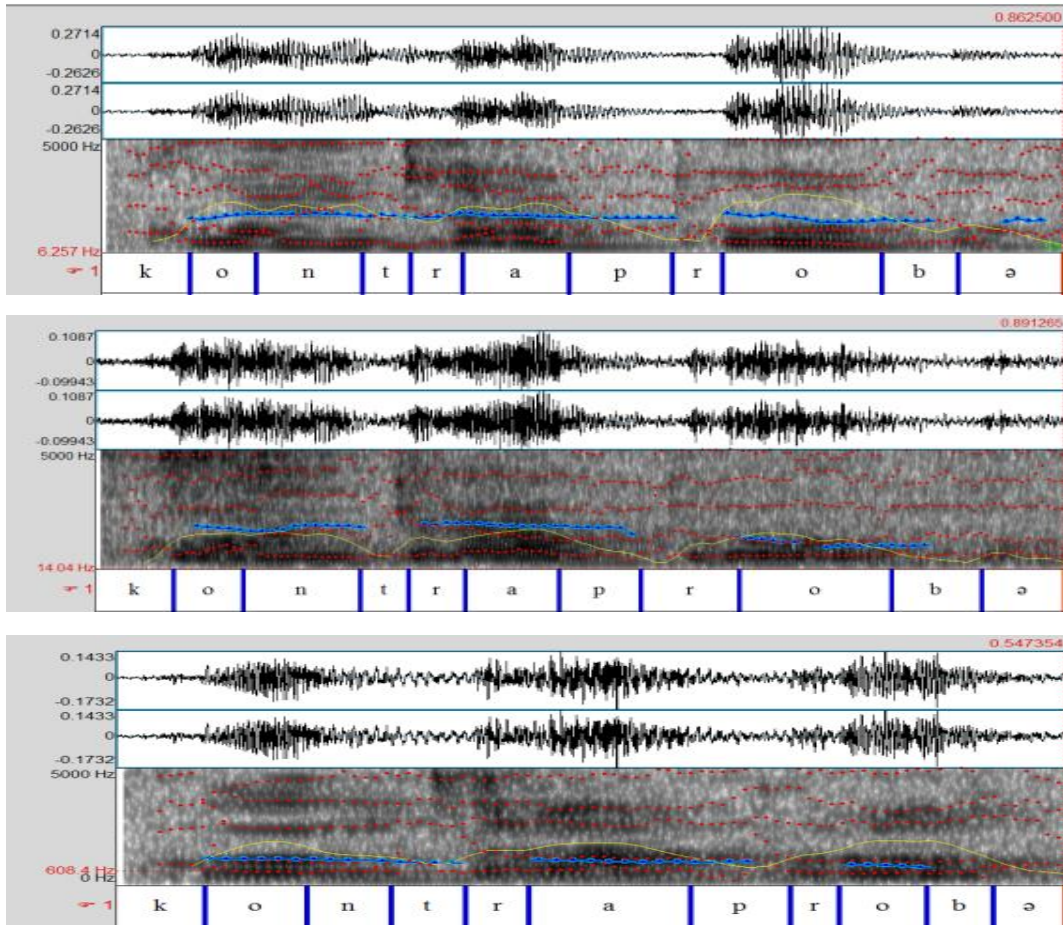 0.862500
0.2714
0
-0.2626
0.2714
0
-0.2626
5000 Hz
6.257 Hz
☞ 1 k o n t r a p r o b ə
0.891265
0.1087
0
-0.09943
0.1087
0
-0.09943
5000 Hz
14.04 Hz
☞ 1 k o n t r a p r o b ə
0.547354
0.1433
0
-0.1732
0.1433
0
-0.1732
5000 Hz
608.4 Hz
0 Hz
☞ 1 k o n t r a p r o b ə